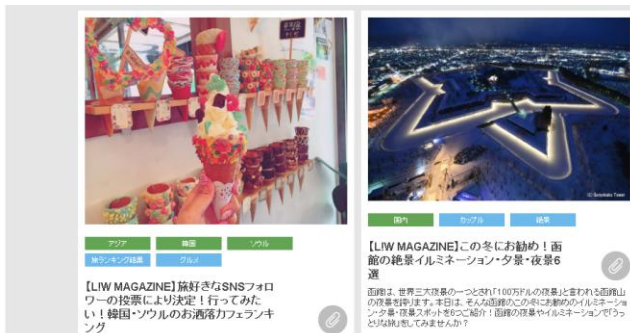 アジア
韓国
ソウル
旅ランキング結果
グルメ
【LIW MAGAZINE】旅好きなSNSフォロ
ワーの投票により決定！行ってみた
い！韓国・ソウルのお洒落カフェランキ
ング
国内
カップル
絶景
【LIW MAGAZINE】この冬にお勧め！函
館の絶景イルミネーション・夕景・夜景6
選
函館は、世界三大夜景の一つとされ「100万ドルの夜景」と言われる函館山
の夜景を誇ります。本日は、そんな函館のこの冬にお勧めのイルミネーショ
ン・夕景・夜景スポットを6つご紹介！函館の夜景やイルミネーションで「うっ
とりな旅」してみませんか？